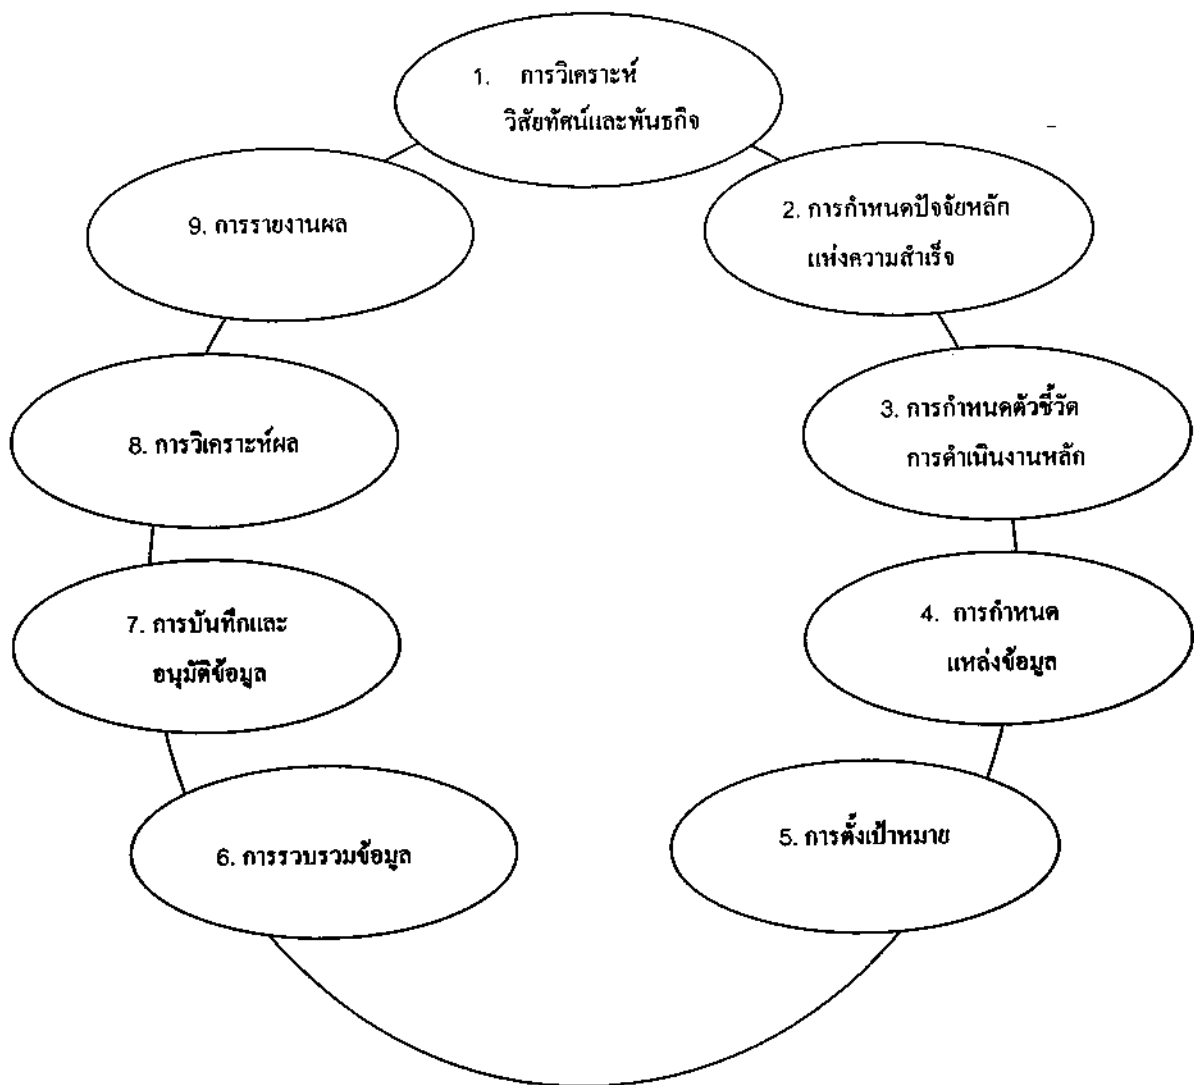 1. การวิเคราะห์
วิสัยทัศน์และพันธกิจ
2. การกำหนดปัจจัยหลัก
แห่งความสำเร็จ
3. การกำหนดตัวชี้วัด
การดำเนินงานหลัก
4. การกำหนด
แหล่งข้อมูล
5. การตั้งเป้าหมาย
6. การรวบรวมข้อมูล
7. การบันทึกและ
อนุมัติข้อมูล
8. การวิเคราะห์ผล
9. การรายงานผล